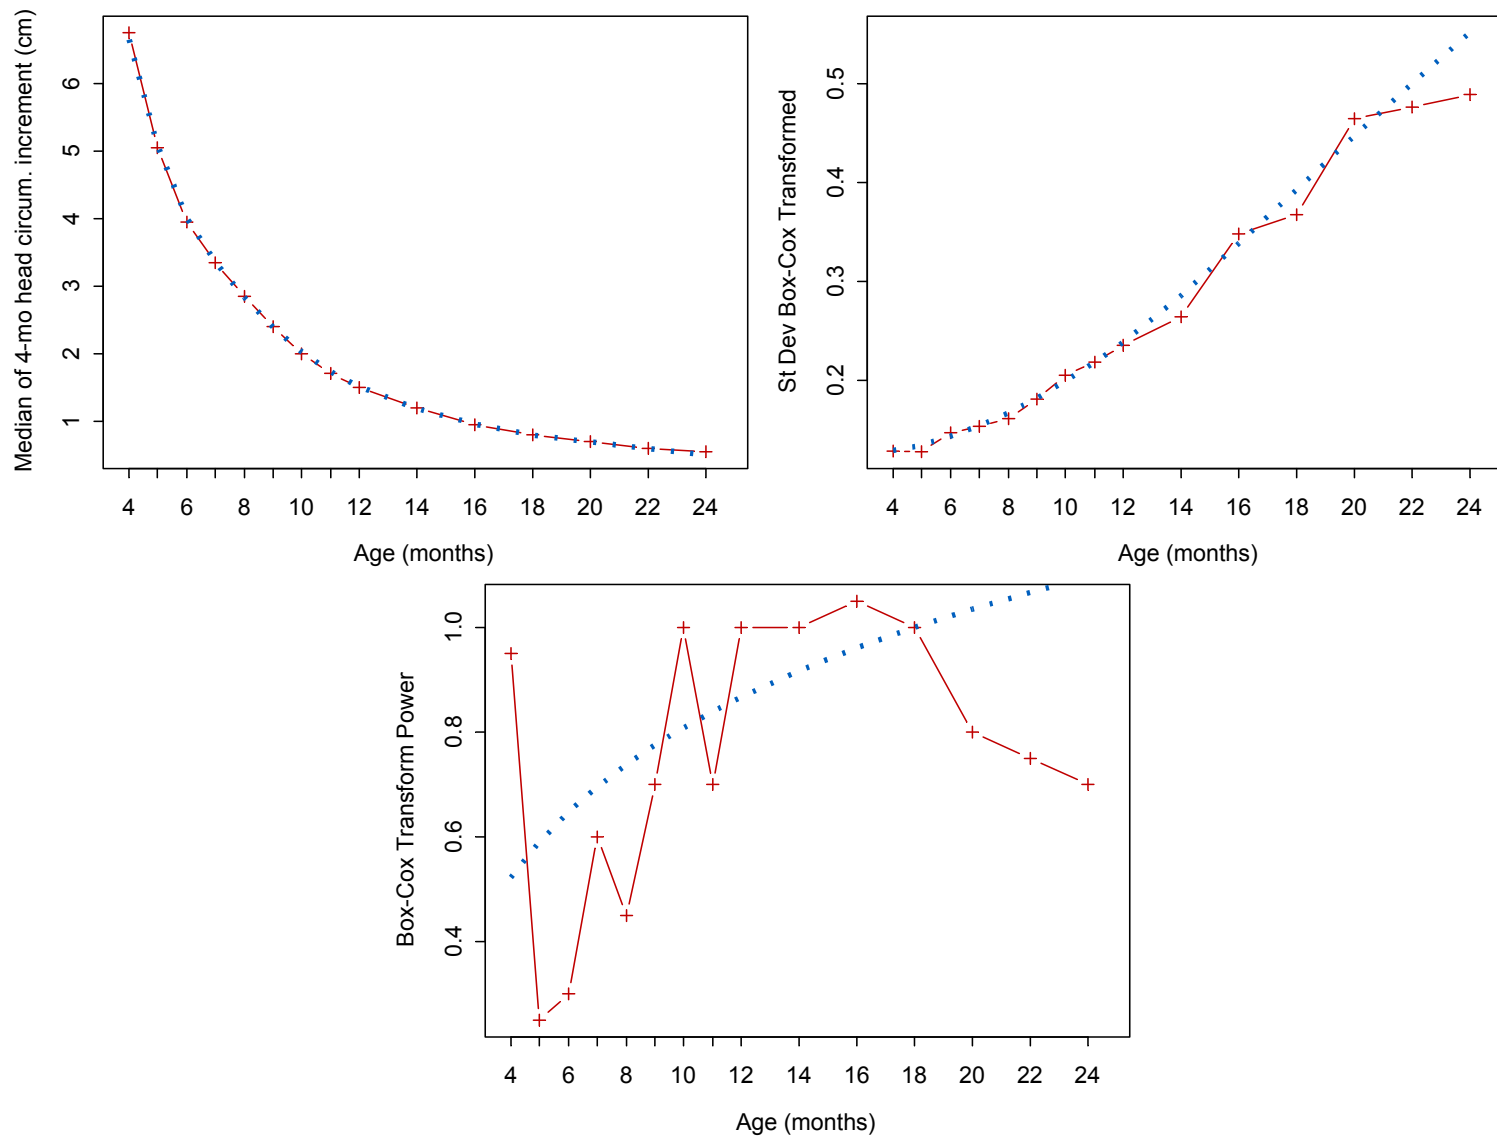 Median of 4-mo head circum. increment (cm)
6
5
4
3
2
1
4 6 8 10 12 14 16 18 20 22 24
Age (months)
St Dev Box-Cox Transformed
0.5
0.4
0.3
0.2
4 6 8 10 12 14 16 18 20 22 24
Age (months)
Box-Cox Transform Power
1.0
0.8
0.6
0.4
4 6 8 10 12 14 16 18 20 22 24
Age (months)